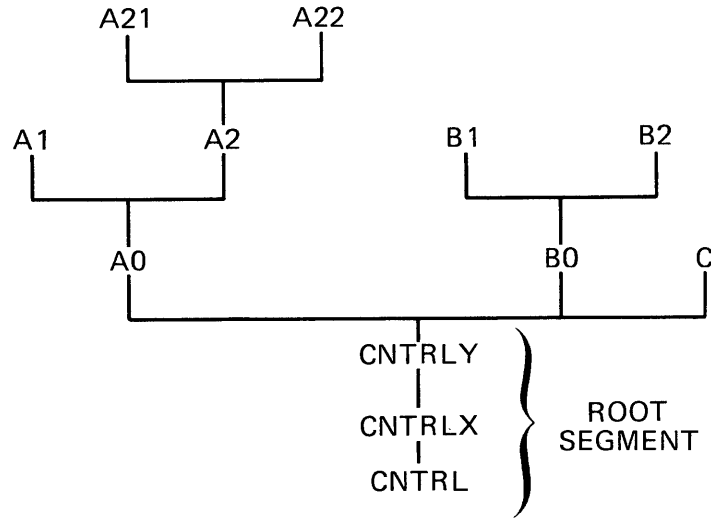 A21 A22
A1 A2 B1 B2
A0 B0 C
CNTRLY
CNTRLX
CNTRL
ROOT
SEGMENT